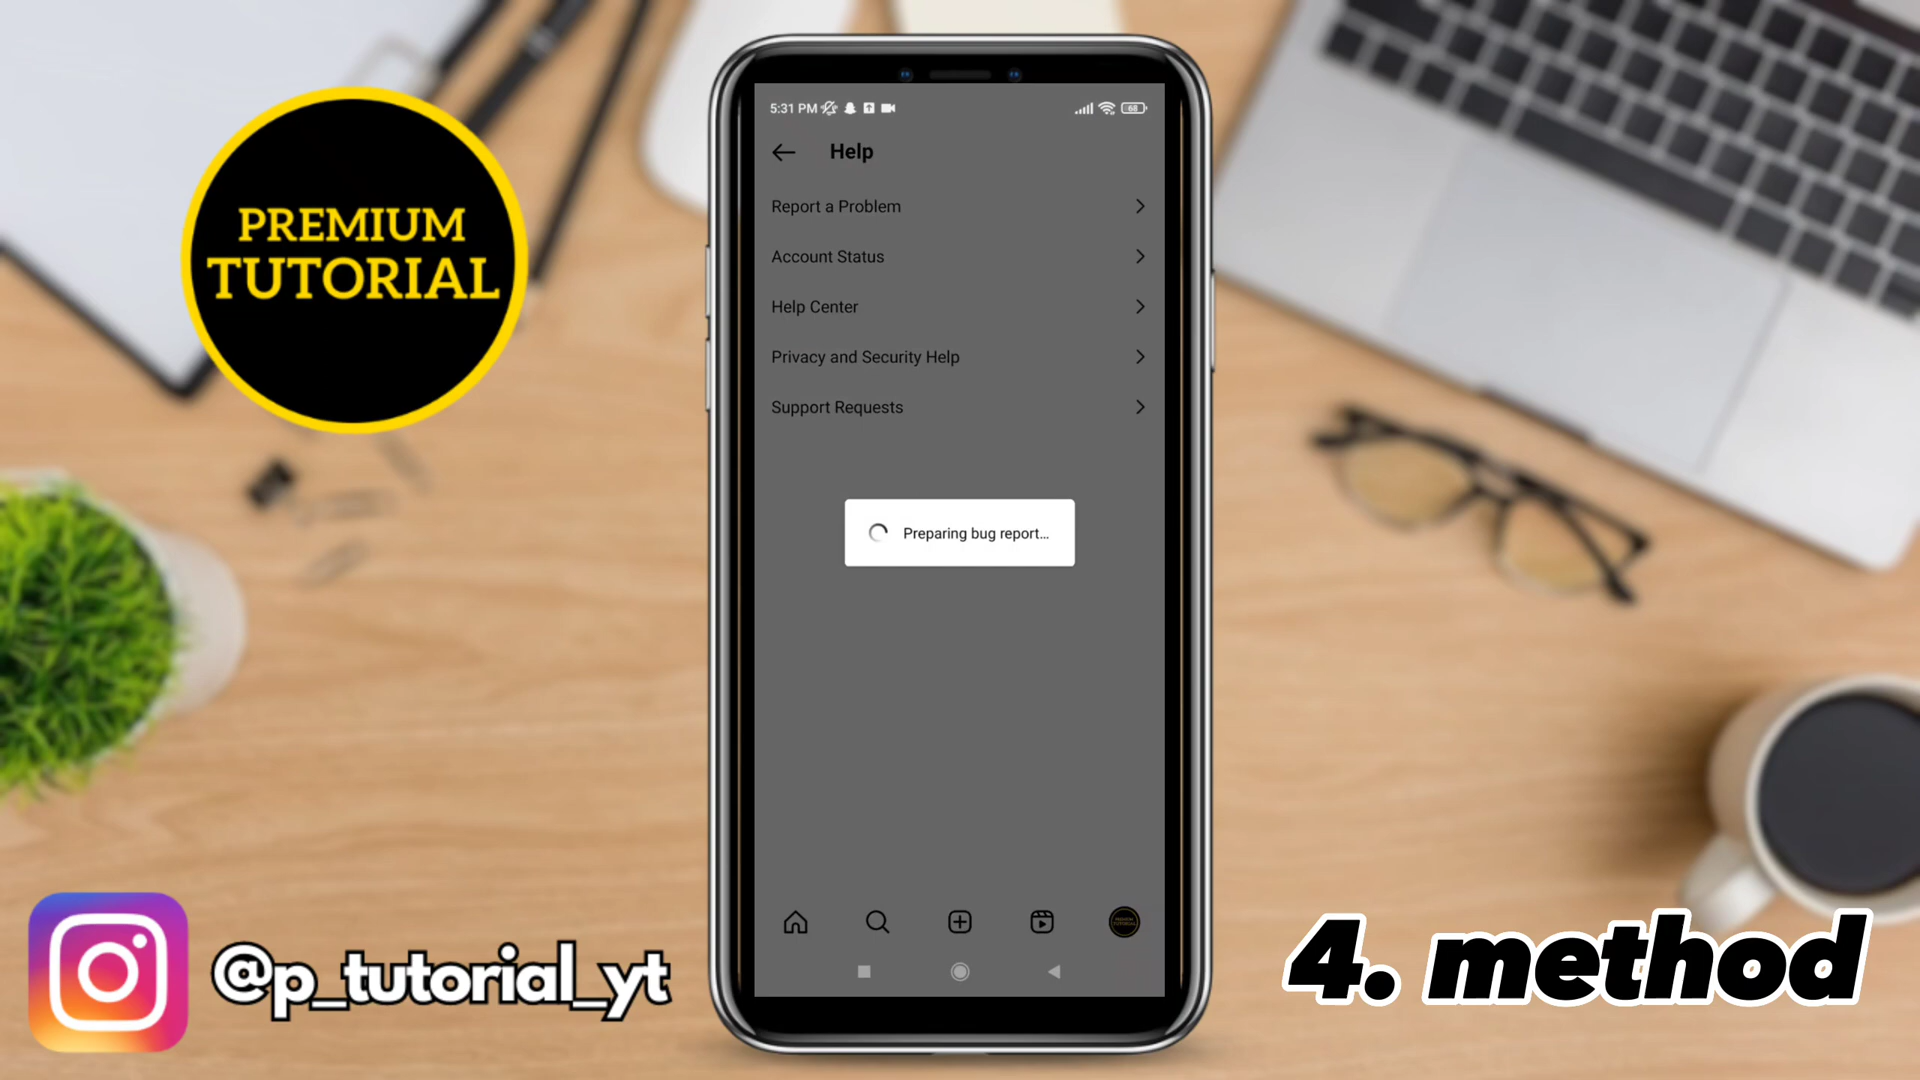 PREMIUM
TUTORIAL
5:31 PM
68
Help
Report a Problem
Account Status
Help Center
Privacy and Security Help
Support Requests
Preparing bug report...
@p_tutorial_yt
4. method